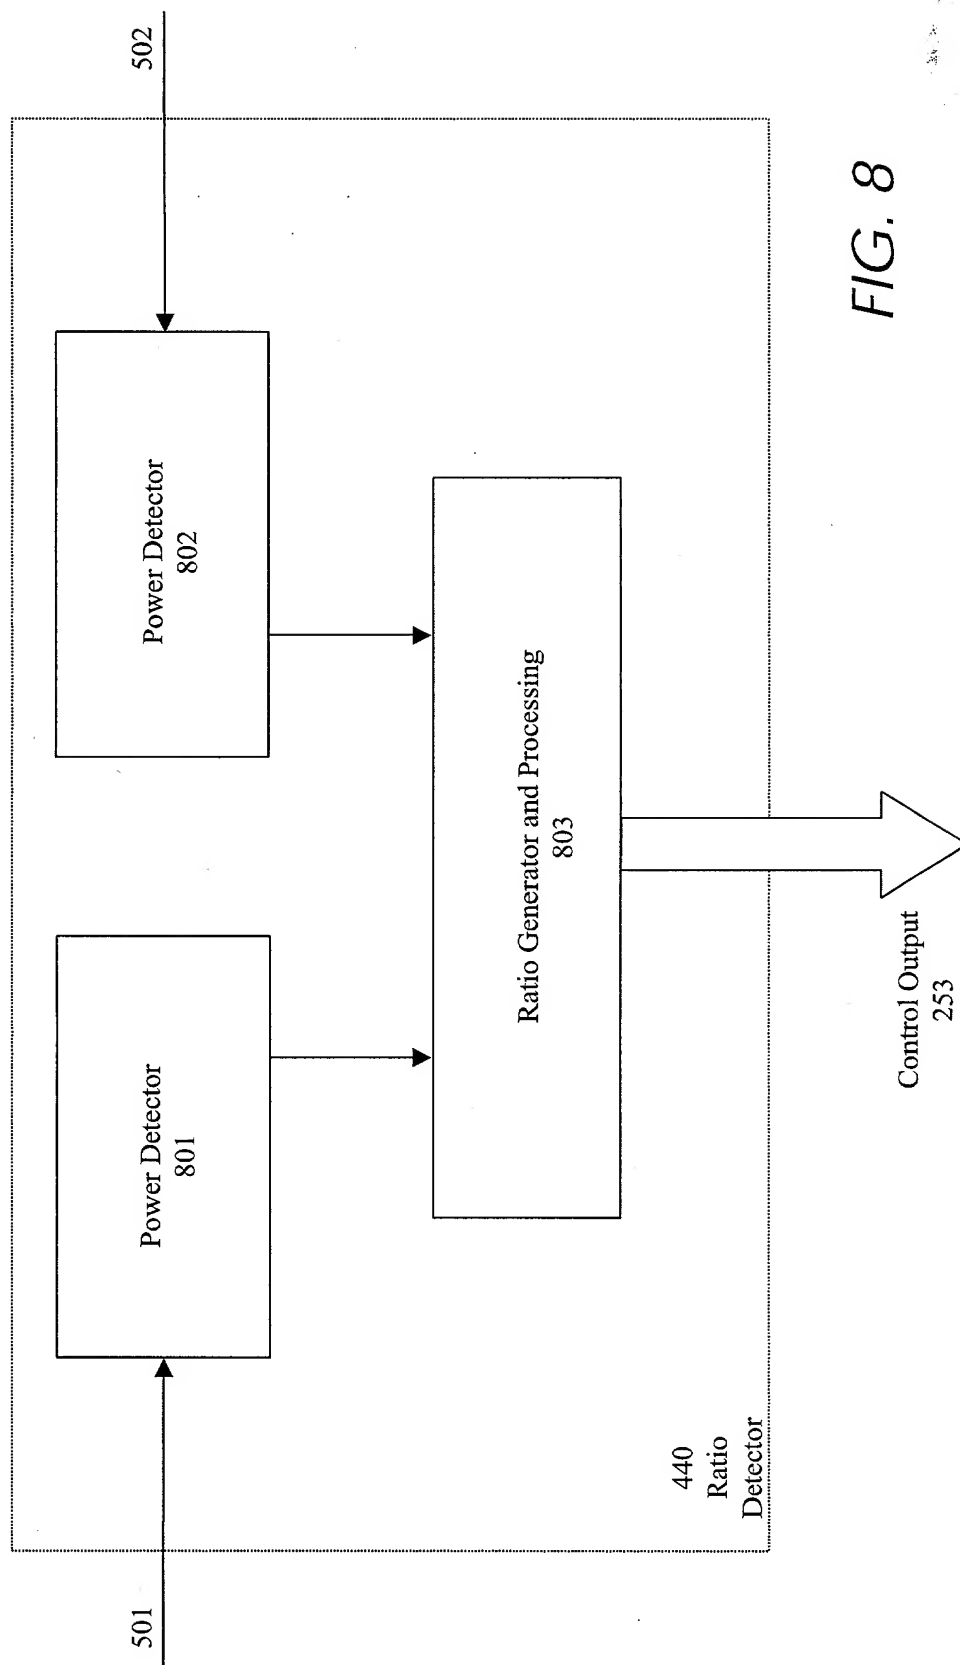 501
502
Power Detector
801
Power Detector
802
Ratio Generator and Processing
803
440
Ratio
Detector
Control Output
253
FIG. 8